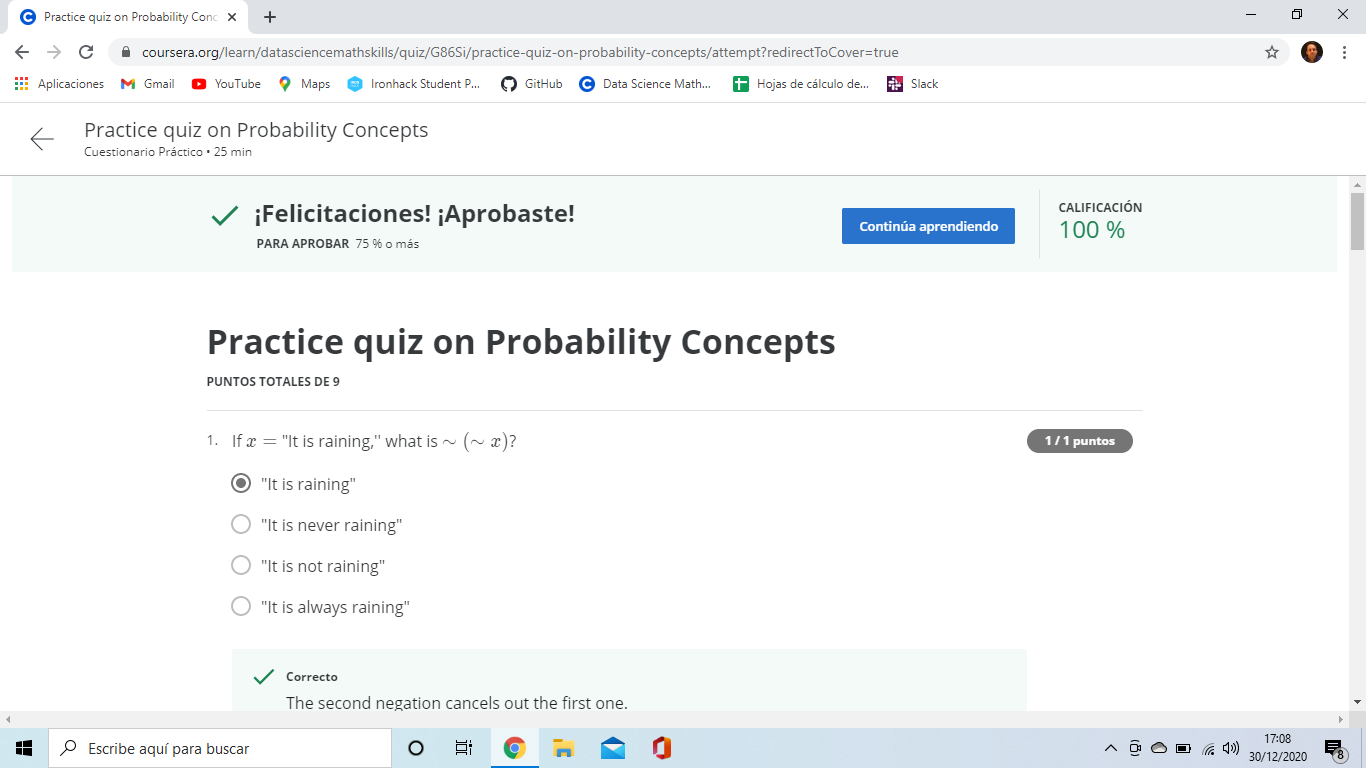 Practice quiz on Probability Conc
coursera.org/learn/datasciencemathskills/quiz/G86Si/practice-quiz-on-probability-concepts/attempt?redirectToCover=true
Aplicaciones Gmail YouTube Maps Ironhack Student P... GitHub Data Science Math... Hojas de cálculo de... Slack
Practice quiz on Probability Concepts
Cuestionario Práctico • 25 min
¡Felicitaciones! ¡Aprobaste!
PARA APROBAR 75 % o más
Continúa aprendiendo
CALIFICACIÓN
100 %
Practice quiz on Probability Concepts
PUNTOS TOTALES DE 9
1. If x = "It is raining,'' what is ∼ (∼ x)?
1 / 1 puntos
"It is raining"
"It is never raining"
"It is not raining"
"It is always raining"
Correcto
The second negation cancels out the first one.
Escribe aquí para buscar
17:08
30/12/2020
8